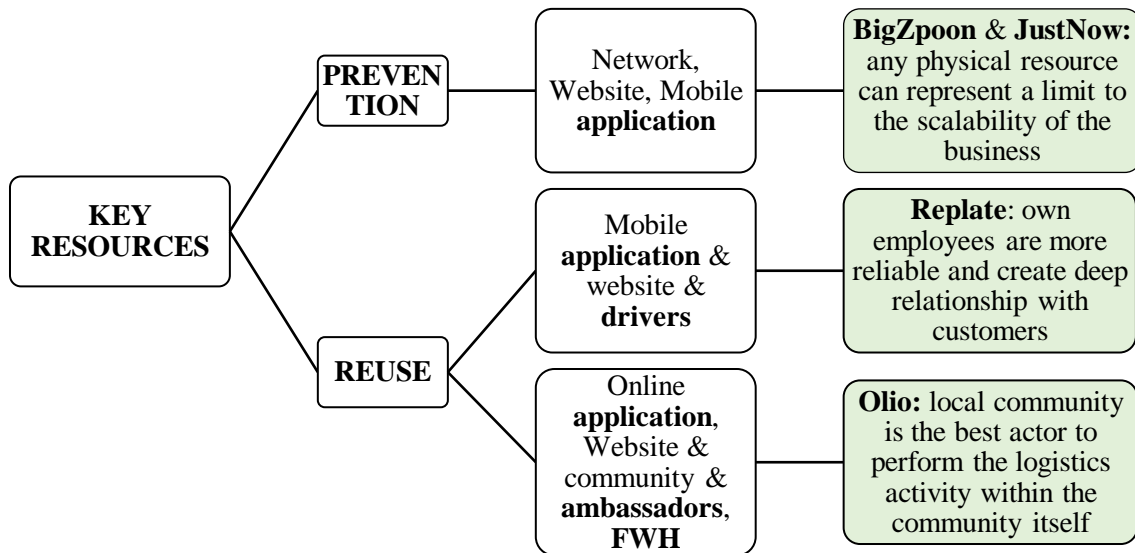 KEY
RESOURCES
PREVEN
TION
Network,
Website, Mobile
application
BigZpoon & JustNow:
any physical resource
can represent a limit to
the scalability of the
business
REUSE
Mobile
application &
website &
drivers
Replate: own
employees are more
reliable and create deep
relationship with
customers
Online
application,
Website &
community &
ambassadors,
FWH
Olio: local community
is the best actor to
perform the logistics
activity within the
community itself